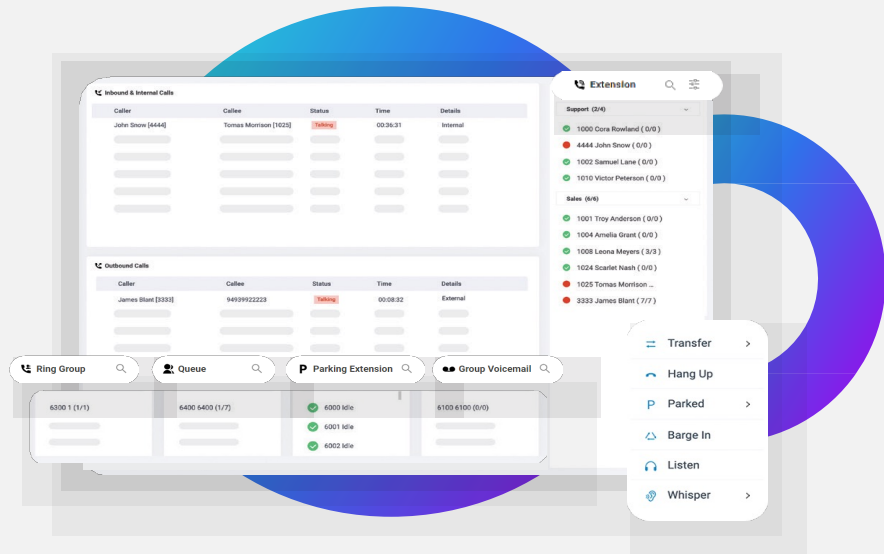 Inbound & Internal Calls
Caller Callee Status Time Details
John Snow [4444] Tomas Morrison [1025] Talking 00:36:31 Internal
Outbound Calls
Caller Callee Status Time Details
James Blant [3333] 94939922223 Talking 00:08:32 External
Extension
Support (2/4)
1000 Cora Rowland ( 0/0 )
4444 John Snow ( 0/0 )
1002 Samuel Lane ( 0/0 )
1010 Victor Peterson ( 0/0 )
Sales (6/6)
1001 Troy Anderson ( 0/0 )
1004 Amelia Grant ( 0/0 )
1008 Leona Meyers ( 3/3 )
1024 Scarlet Nash ( 0/0 )
1025 Tomas Morrison ...
3333 James Blant ( 7/7 )
Ring Group
6300 1 (1/1)
Queue
6400 6400 (1/7)
P Parking Extension
6000 Idle
6001 Idle
6002 Idle
Group Voicemail
6100 6100 (0/0)
Transfer
Hang Up
P Parked
Barge In
Listen
Whisper